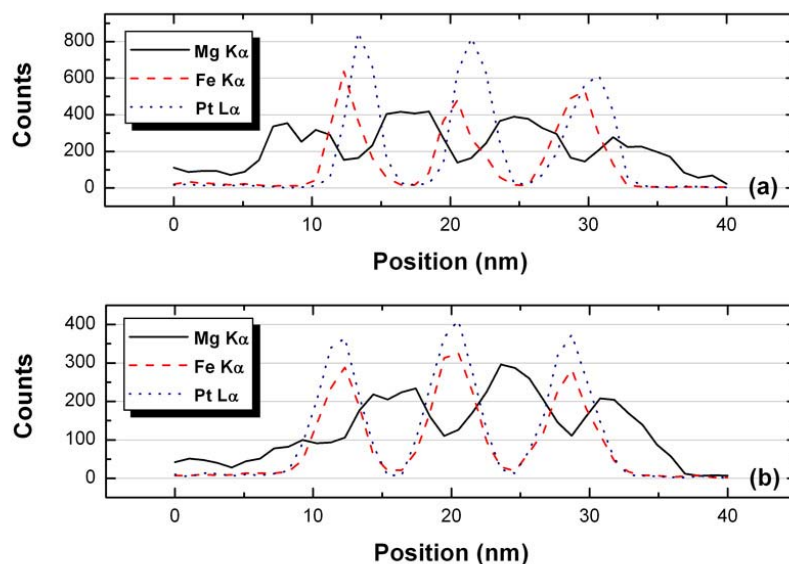 800
600
400
200
0
Counts
Mg Kα
Fe Kα
Pt Lα
(a)
0 10 20 30 40
Position (nm)
400
300
200
100
0
Counts
Mg Kα
Fe Kα
Pt Lα
(b)
0 10 20 30 40
Position (nm)